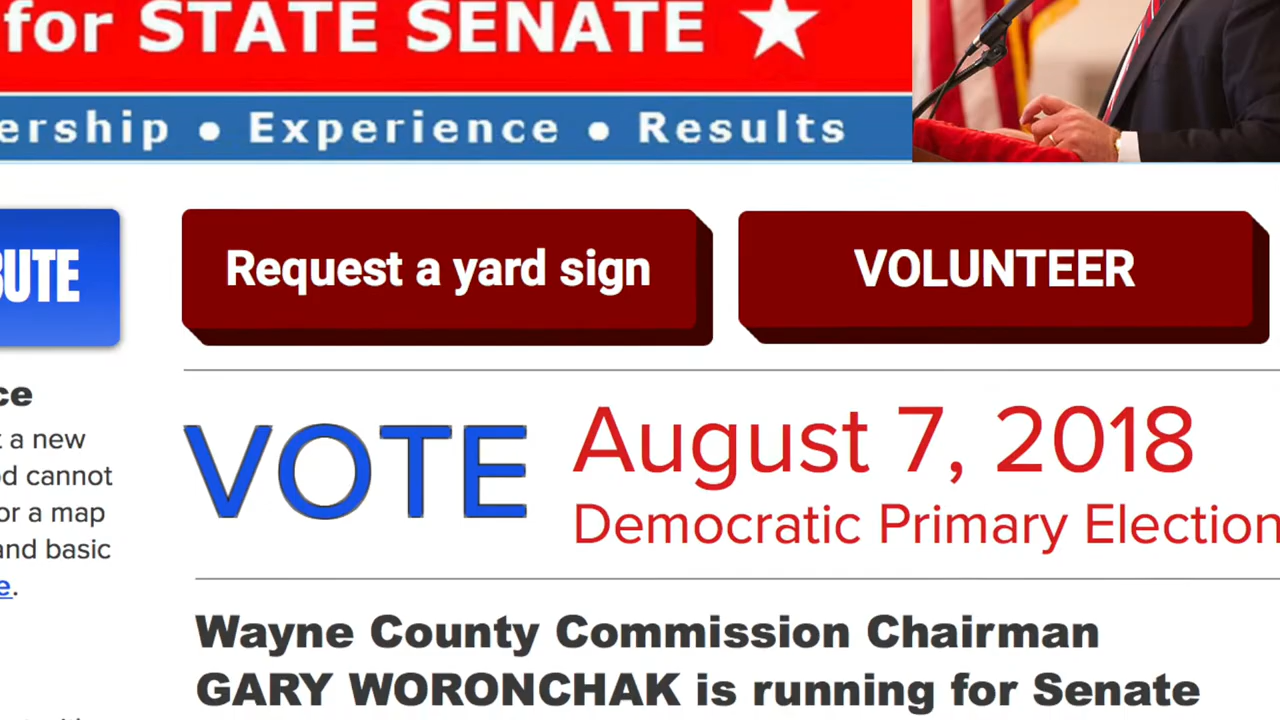 for STATE SENATE
ership • Experience • Results
BUTE
Request a yard sign
VOLUNTEER
ce
t a new
od cannot
or a map
and basic
e.
VOTE
August 7, 2018
Democratic Primary Election
Wayne County Commission Chairman
GARY WORONCHAK is running for Senate